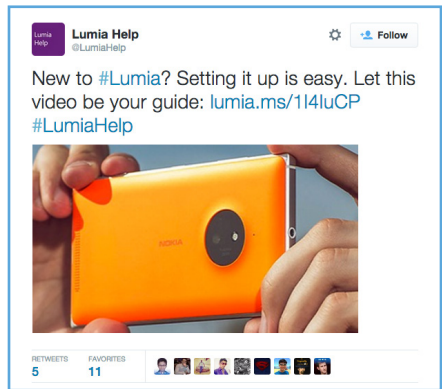 Lumia
Help
Lumia Help
@LumiaHelp
Follow
New to #Lumia? Setting it up is easy. Let this
video be your guide: lumia.ms/1I4luCP
#LumiaHelp
NOKIA
RETWEETS
FAVORITES
5
11